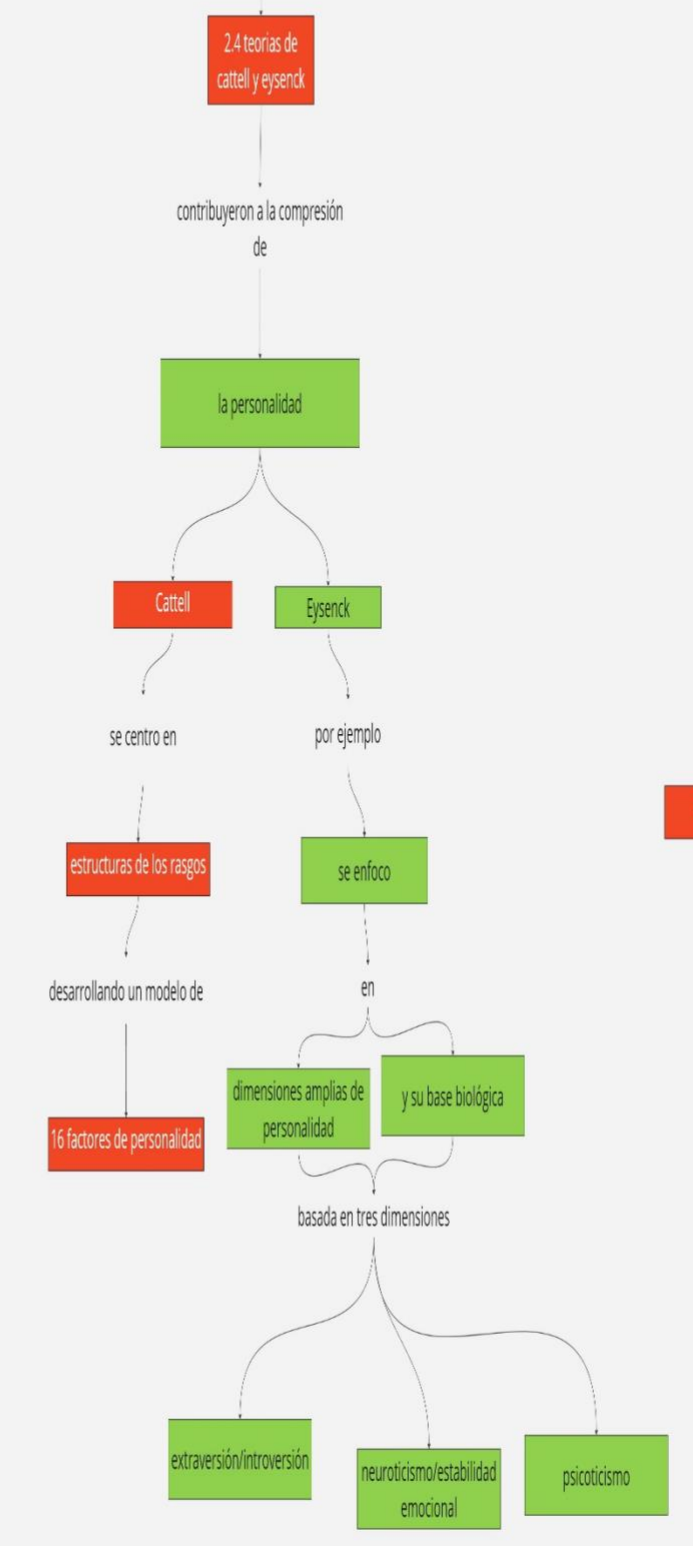 2.4 teorias de
cattell y eysenck
contribuyeron a la compresión
de
la personalidad
Cattell
Eysenck
se centro en
por ejemplo
estructuras de los rasgos
se enfoco
desarrollando un modelo de
en
dimensiones amplias de
personalidad
y su base biológica
16 factores de personalidad
basada en tres dimensiones
extraversión/introversión
neuroticismo/estabilidad
emocional
psicoticismo